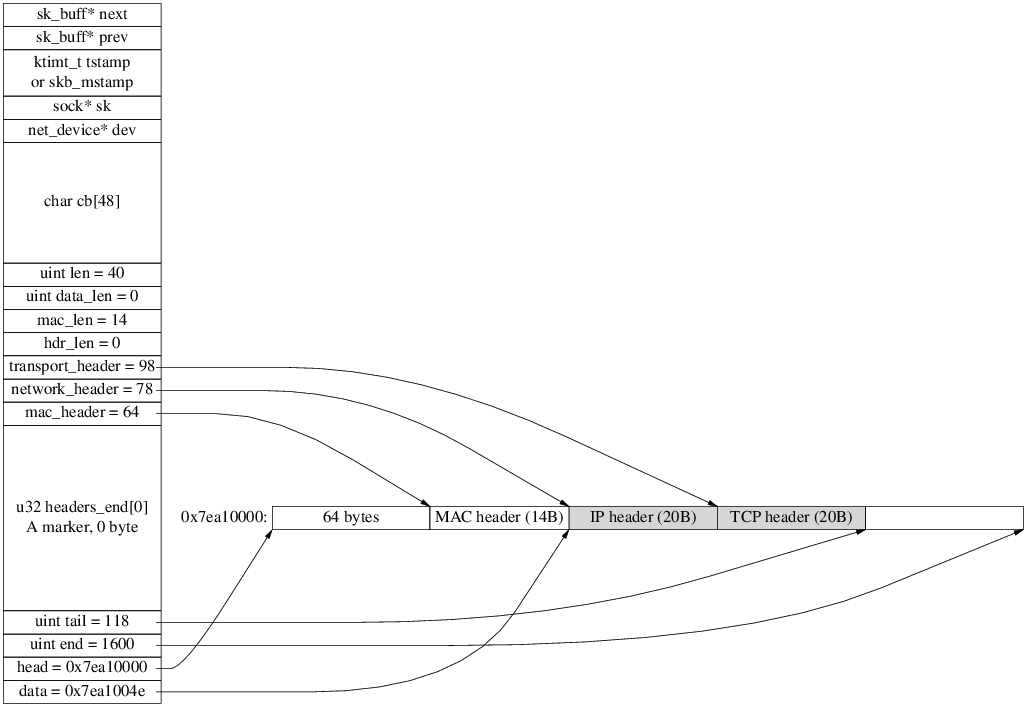 sk_buff* next
sk_buff* prev
ktimt_t tstamp
or skb_mstamp
sock* sk
net_device* dev
char cb[48]
uint len = 40
uint data_len = 0
mac_len = 14
hdr_len = 0
transport_header = 98
network_header = 78
mac_header = 64
u32 headers_end[0]
A marker, 0 byte
0x7ea10000: 64 bytes MAC header (14B) IP header (20B) TCP header (20B)
uint tail = 118
uint end = 1600
head = 0x7ea10000
data = 0x7ea1004e